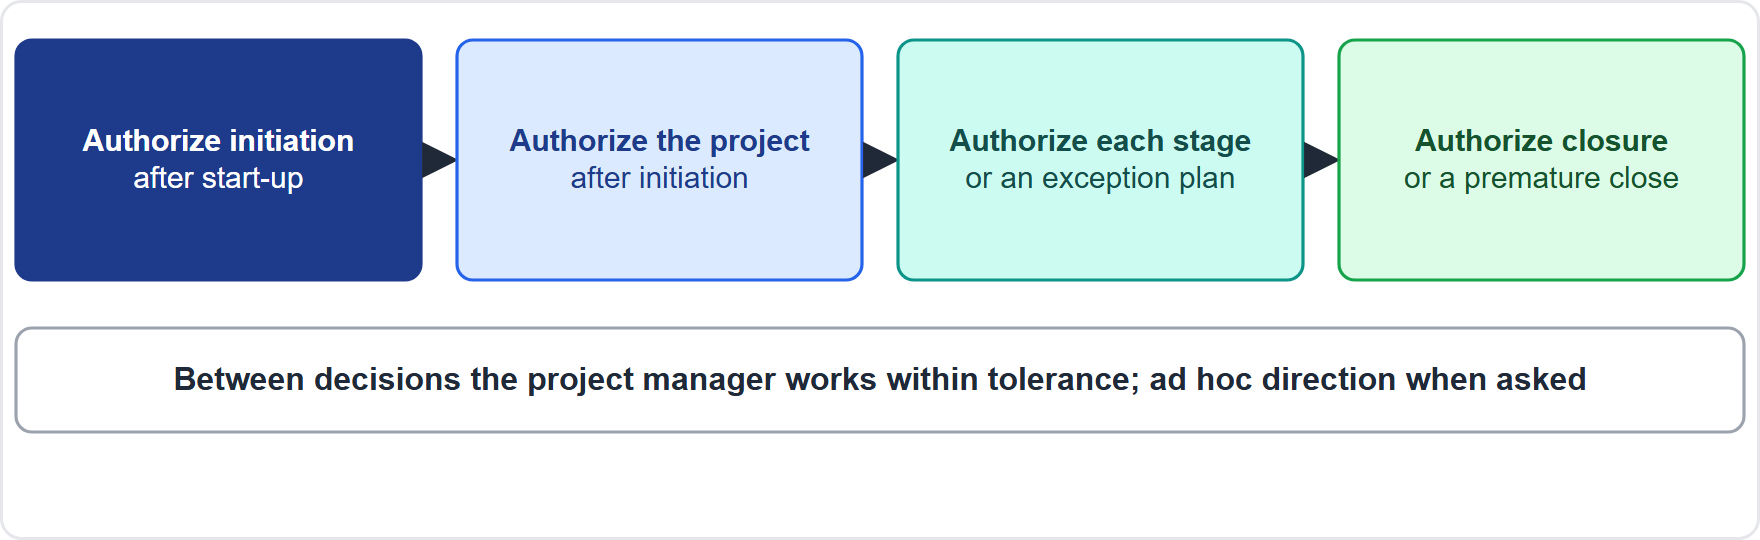 Authorize initiation
after start-up
Authorize the project
after initiation
Authorize each stage
or an exception plan
Authorize closure
or a premature close
Between decisions the project manager works within tolerance; ad hoc direction when asked